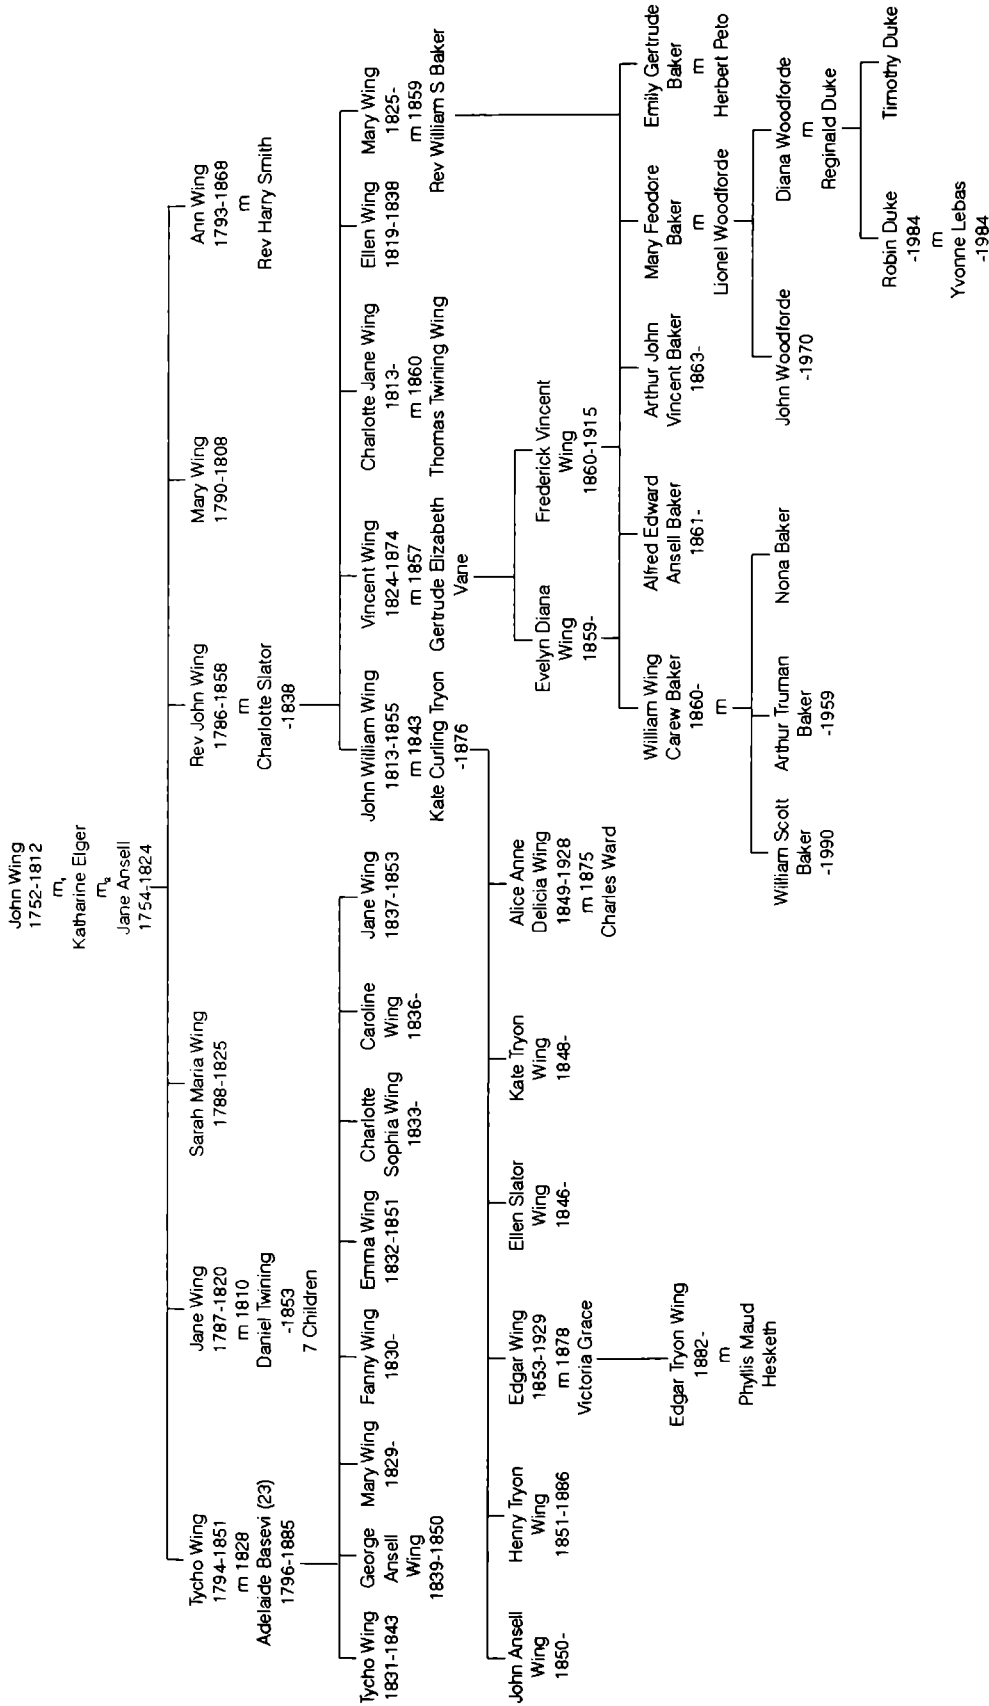 John Wing
1752-1812
m₁
Katharine Elger
m₂
Jane Ansell
1754-1824
Tycho Wing
1794-1851
m 1828
Adelaide Basevi (23)
1796-1885
Jane Wing
1787-1820
m 1810
Daniel Twining
-1853
7 Children
Sarah Maria Wing
1788-1825
Rev John Wing
1786-1858
m
Charlotte Slator
-1838
Mary Wing
1790-1808
Ann Wing
1793-1868
m
Rev Harry Smith
Tycho Wing
1831-1843
George
Ansell
Wing
1839-1850
Mary Wing
1829-
Fanny Wing
1830-
Emma Wing
1832-1851
Charlotte
Sophia Wing
1833-
Caroline
Wing
1836-
Jane Wing
1837-1853
John William Wing
1813-1855
m 1843
Kate Curling Tryon
-1876
Vincent Wing
1824-1874
m 1857
Gertrude Elizabeth
Vane
Charlotte Jane Wing
1813-
m 1860
Thomas Twining Wing
Ellen Wing
1819-1838
Mary Wing
1825-
m 1859
Rev William S Baker
John Ansell
Wing
1850-
Henry Tryon
Wing
1851-1886
Edgar Wing
1853-1929
m 1878
Victoria Grace
Ellen Slator
Wing
1846-
Kate Tryon
Wing
1848-
Alice Anne
Delicia Wing
1849-1928
m 1875
Charles Ward
Evelyn Diana
Wing
1859-
Frederick Vincent
Wing
1860-1915
Edgar Tryon Wing
1882-
m
Phyllis Maud
Hesketh
William Wing
Carew Baker
1860-
m
Alfred Edward
Ansell Baker
1861-
Arthur John
Vincent Baker
1863-
Mary Feodore
Baker
m
Lionel Woodforde
Emily Gertrude
Baker
m
Herbert Peto
William Scott
Baker
-1990
Arthur Truman
Baker
-1959
Nona Baker
John Woodforde
-1970
Diana Woodforde
m
Reginald Duke
Robin Duke
-1984
m
Yvonne Lebas
-1984
Timothy Duke